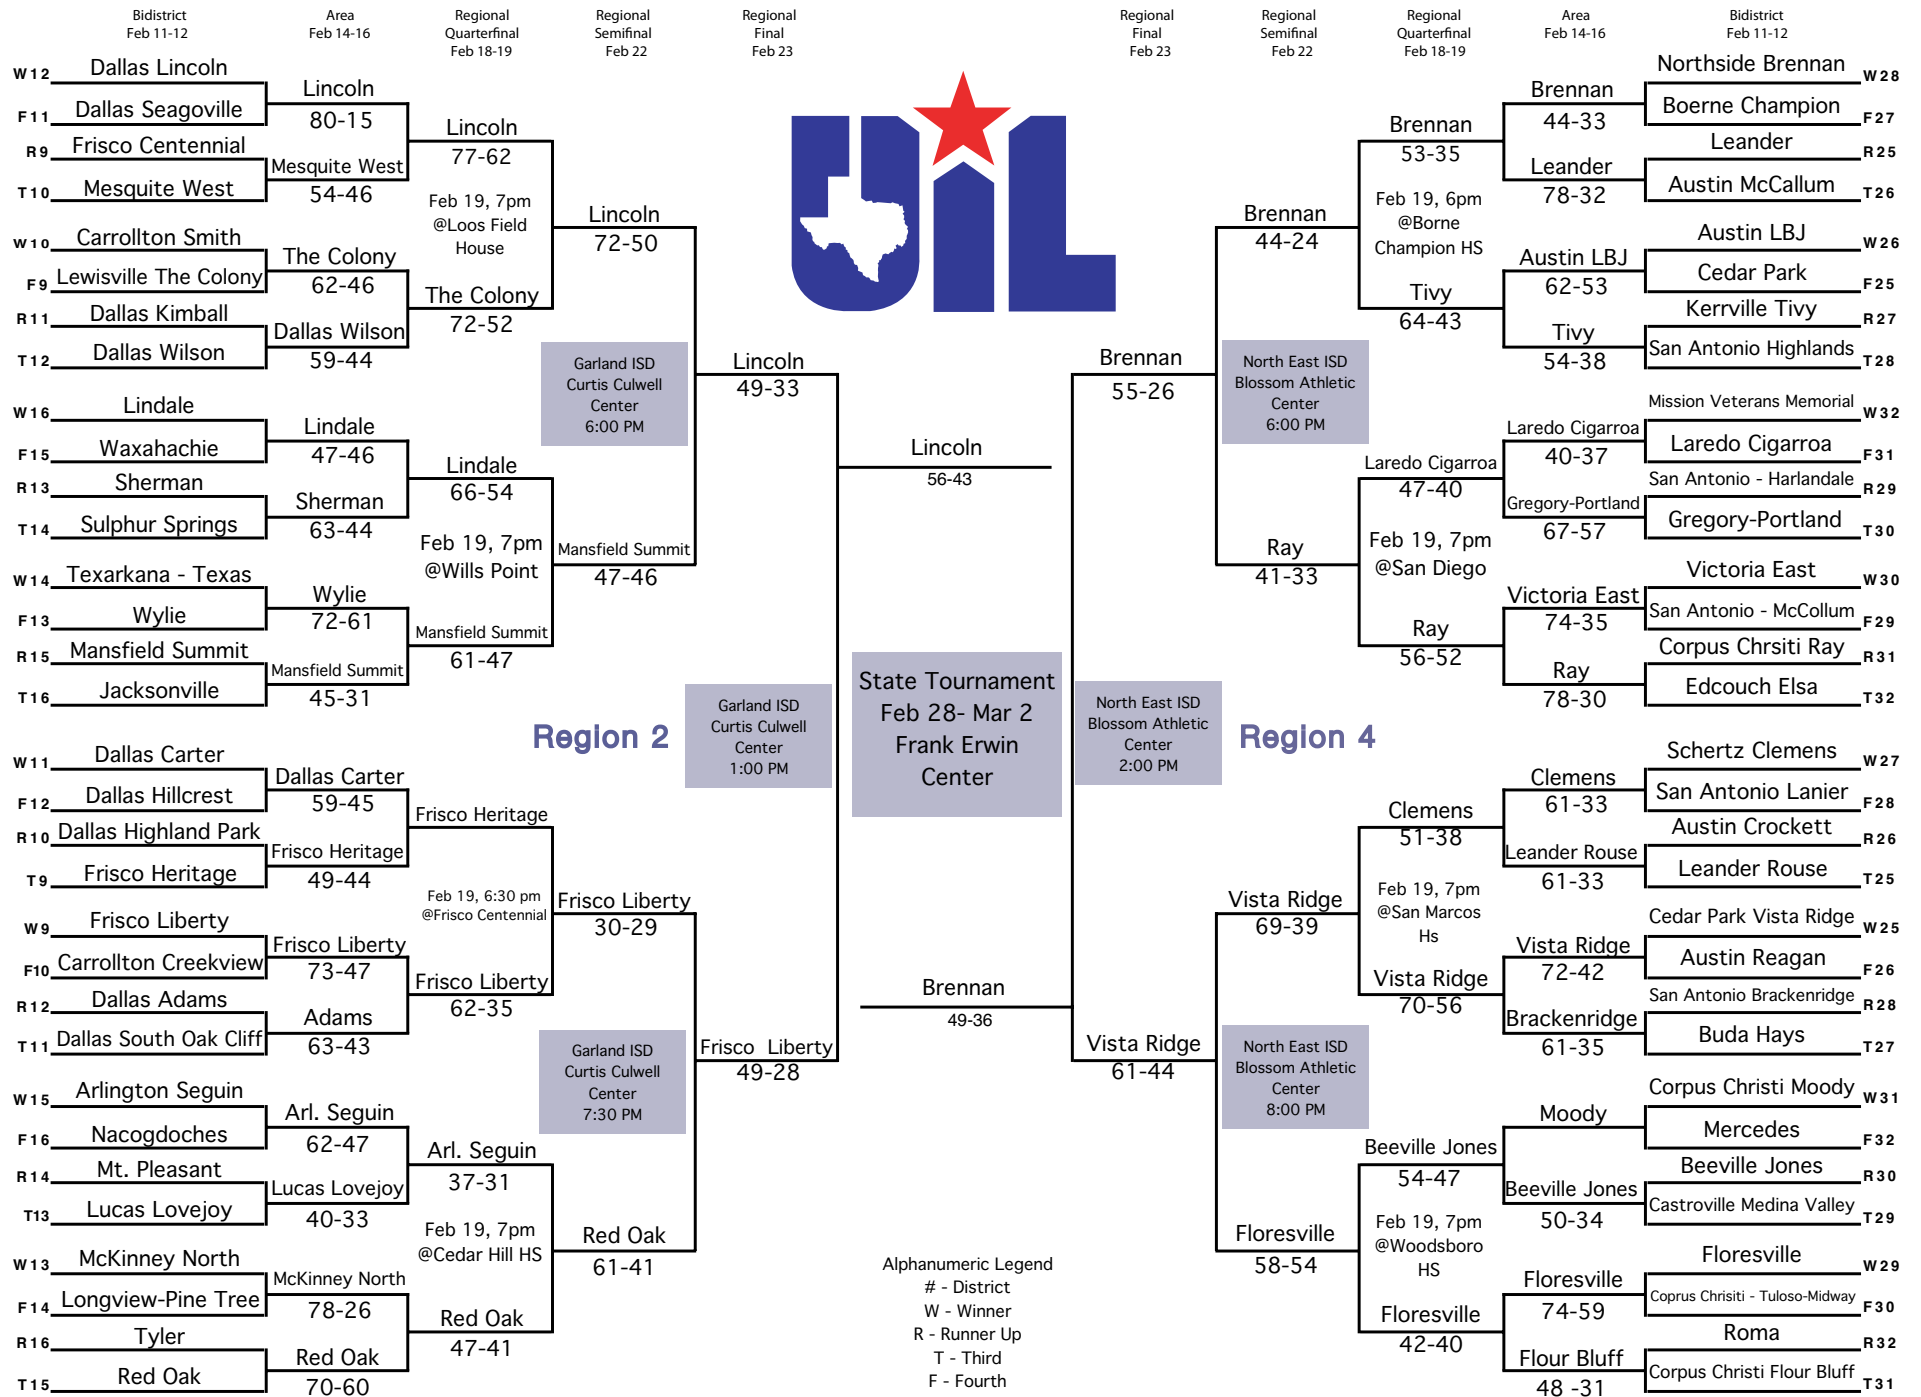 Bidistrict
Feb 11-12
Area
Feb 14-16
Regional
Quarterfinal
Feb 18-19
Regional
Semifinal
Feb 22
Regional
Final
Feb 23
Regional
Final
Feb 23
Regional
Semifinal
Feb 22
Regional
Quarterfinal
Feb 18-19
Area
Feb 14-16
Bidistrict
Feb 11-12
UIL
W12 Dallas Lincoln
F11 Dallas Seagoville
R9 Frisco Centennial
T10 Mesquite West
W10 Carrollton Smith
F9 Lewisville The Colony
R11 Dallas Kimball
T12 Dallas Wilson
W16 Lindale
F15 Waxahachie
R13 Sherman
T14 Sulphur Springs
W14 Texarkana - Texas
F13 Wylie
R15 Mansfield Summit
T16 Jacksonville
W11 Dallas Carter
F12 Dallas Hillcrest
R10 Dallas Highland Park
T9 Frisco Heritage
W9 Frisco Liberty
F10 Carrollton Creekview
R12 Dallas Adams
T11 Dallas South Oak Cliff
W15 Arlington Seguin
F16 Nacogdoches
R14 Mt. Pleasant
T13 Lucas Lovejoy
W13 McKinney North
F14 Longview-Pine Tree
R16 Tyler
T15 Red Oak
Lincoln
80-15
Mesquite West
54-46
The Colony
62-46
Dallas Wilson
59-44
Lindale
47-46
Sherman
63-44
Wylie
72-61
Mansfield Summit
45-31
Dallas Carter
59-45
Frisco Heritage
49-44
Frisco Liberty
73-47
Adams
63-43
Arl. Seguin
62-47
Lucas Lovejoy
40-33
McKinney North
78-26
Red Oak
70-60
Lincoln
77-62
Feb 19, 7pm
@Loos Field
House
The Colony
72-52
Lindale
66-54
Feb 19, 7pm
@Wills Point
Mansfield Summit
61-47
Frisco Heritage
Feb 19, 6:30 pm
@Frisco Centennial
Frisco Liberty
62-35
Arl. Seguin
37-31
Feb 19, 7pm
@Cedar Hill HS
Red Oak
47-41
Lincoln
72-50
Garland ISD
Curtis Culwell
Center
6:00 PM
Mansfield Summit
47-46
Region 2
Frisco Liberty
30-29
Garland ISD
Curtis Culwell
Center
7:30 PM
Red Oak
61-41
Lincoln
49-33
Garland ISD
Curtis Culwell
Center
1:00 PM
Frisco Liberty
49-28
Lincoln
56-43
State Tournament
Feb 28- Mar 2
Frank Erwin
Center
Brennan
49-36
Alphanumeric Legend
# - District
W - Winner
R - Runner Up
T - Third
F - Fourth
Brennan
55-26
North East ISD
Blossom Athletic
Center
2:00 PM
Vista Ridge
61-44
Brennan
44-24
North East ISD
Blossom Athletic
Center
6:00 PM
Ray
41-33
Region 4
Vista Ridge
69-39
North East ISD
Blossom Athletic
Center
8:00 PM
Floresville
58-54
Brennan
53-35
Feb 19, 6pm
@Borne
Champion HS
Tivy
64-43
Laredo Cigarroa
47-40
Feb 19, 7pm
@San Diego
Ray
56-52
Clemens
51-38
Feb 19, 7pm
@San Marcos
Hs
Vista Ridge
70-56
Beeville Jones
54-47
Feb 19, 7pm
@Woodsboro
HS
Floresville
42-40
Brennan
44-33
Leander
78-32
Austin LBJ
62-53
Tivy
54-38
Laredo Cigarroa
40-37
Gregory-Portland
67-57
Victoria East
74-35
Ray
78-30
Clemens
61-33
Leander Rouse
61-33
Vista Ridge
72-42
Brackenridge
61-35
Moody
Beeville Jones
50-34
Floresville
74-59
Flour Bluff
48 -31
Northside Brennan W28
Boerne Champion F27
Leander R25
Austin McCallum T26
Austin LBJ W26
Cedar Park F25
Kerrville Tivy R27
San Antonio Highlands T28
Mission Veterans Memorial W32
Laredo Cigarroa F31
San Antonio - Harlandale R29
Gregory-Portland T30
Victoria East W30
San Antonio - McCollum F29
Corpus Chrsiti Ray R31
Edcouch Elsa T32
Schertz Clemens W27
San Antonio Lanier F28
Austin Crockett R26
Leander Rouse T25
Cedar Park Vista Ridge W25
Austin Reagan F26
San Antonio Brackenridge R28
Buda Hays T27
Corpus Christi Moody W31
Mercedes F32
Beeville Jones R30
Castroville Medina Valley T29
Floresville W29
Coprus Chrisiti - Tuloso-Midway F30
Roma R32
Corpus Christi Flour Bluff T31